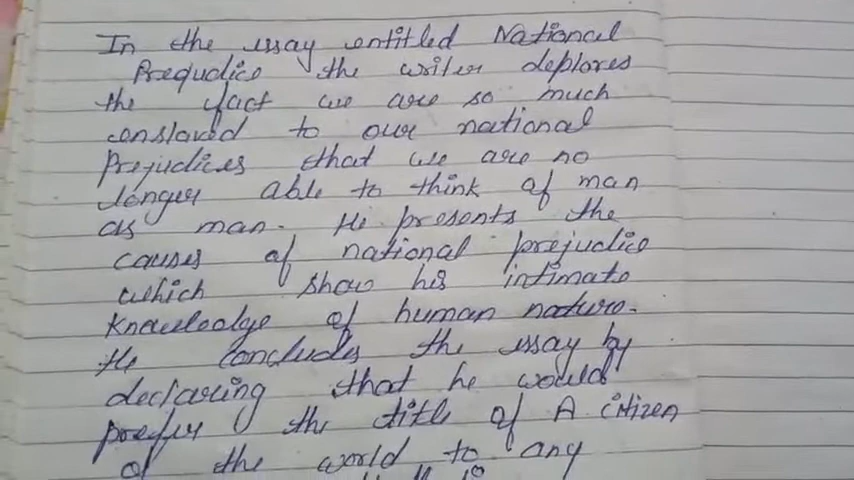 In the essay entitled National
Prequdice the writer deplores
the fact we are so much
enslaved to our national
Prejudices that we are no
longer able to think of man
as man. He presents the
causes of national prejudice
which show his intimate
knowledge of human nature.
He concludes the essay by
declaring that he would
prefer the title of A citizen
of the world to any